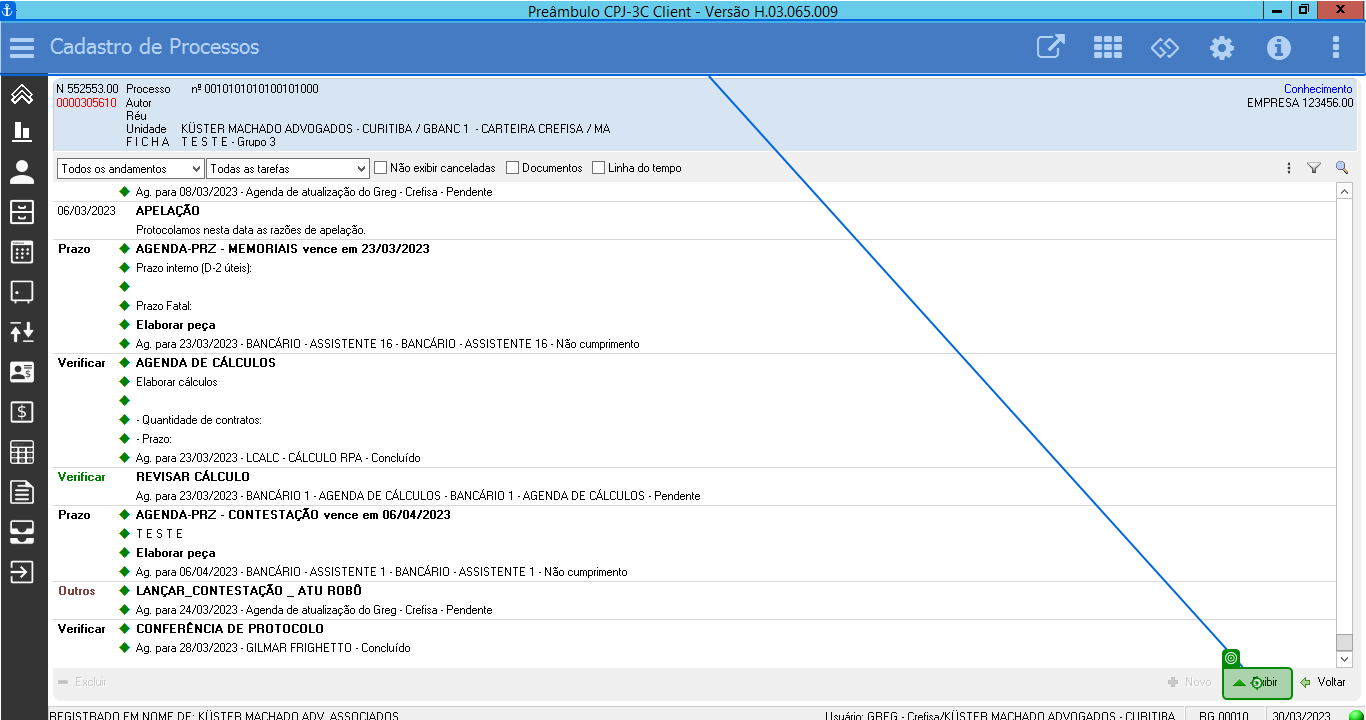 Preâmbulo CPJ-3C Client - Versão H.03.065.009
Cadastro de Processos
N 552553.00 Processo nº 0010101010100101000 Conhecimento
0000305610 Autor EMPRESA 123456.00
Réu
Unidade KÜSTER MACHADO ADVOGADOS - CURITIBA / GBANC 1 - CARTEIRA CREFISA / MA
F I C H A T E S T E - Grupo 3
Todos os andamentos Todas as tarefas Não exibir canceladas Documentos Linha do tempo
Ag. para 08/03/2023 - Agenda de atualização do Greg - Crefisa - Pendente
06/03/2023 APELAÇÃO
Protocolamos nesta data as razões de apelação.
Prazo AGENDA-PRZ - MEMORIAIS vence em 23/03/2023
Prazo interno (D-2 úteis):
Prazo Fatal:
Elaborar peça
Ag. para 23/03/2023 - BANCÁRIO - ASSISTENTE 16 - BANCÁRIO - ASSISTENTE 16 - Não cumprimento
Verificar AGENDA DE CÁLCULOS
Elaborar cálculos
- Quantidade de contratos:
- Prazo:
Ag. para 23/03/2023 - LCALC - CÁLCULO RPA - Concluído
Verificar REVISAR CÁLCULO
Ag. para 23/03/2023 - BANCÁRIO 1 - AGENDA DE CÁLCULOS - BANCÁRIO 1 - AGENDA DE CÁLCULOS - Pendente
Prazo AGENDA-PRZ - CONTESTAÇÃO vence em 06/04/2023
T E S T E
Elaborar peça
Ag. para 06/04/2023 - BANCÁRIO - ASSISTENTE 1 - BANCÁRIO - ASSISTENTE 1 - Não cumprimento
Outros LANÇAR_CONTESTAÇÃO _ ATU ROBÔ
Ag. para 24/03/2023 - Agenda de atualização do Greg - Crefisa - Pendente
Verificar CONFERÊNCIA DE PROTOCOLO
Ag. para 28/03/2023 - GILMAR FRIGHETTO - Concluído
Excluir Novo Exibir Voltar
REGISTRADO EM NOME DE: KÜSTER MACHADO ADV. ASSOCIADOS Usuário: GREG - Crefisa/KÜSTER MACHADO ADVOGADOS - CURITIBA BG 00010 30/03/2023